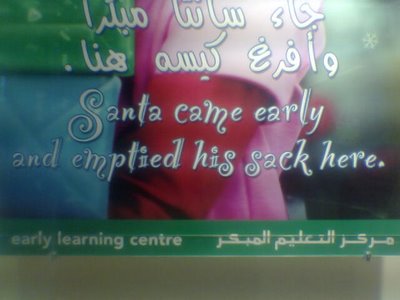 جاء سانتا مبكرا
وأفرغ كيسه هنا.
Santa came early
and emptied his sack here.
early learning centre مركز التعليم المبكر